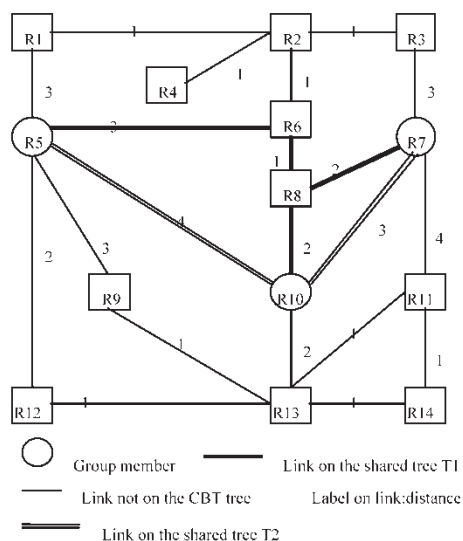 R1 1 R2 1 R3
R4 1
3 1 3
R5 3 R6 R7
1 2
R8
4 3
2 3 2 4
R9 R10 R11
1 2 1
1
R12 1 R13 1 R14
Group member Link on the shared tree T1
Link not on the CBT tree Label on link:distance
Link on the shared tree T2